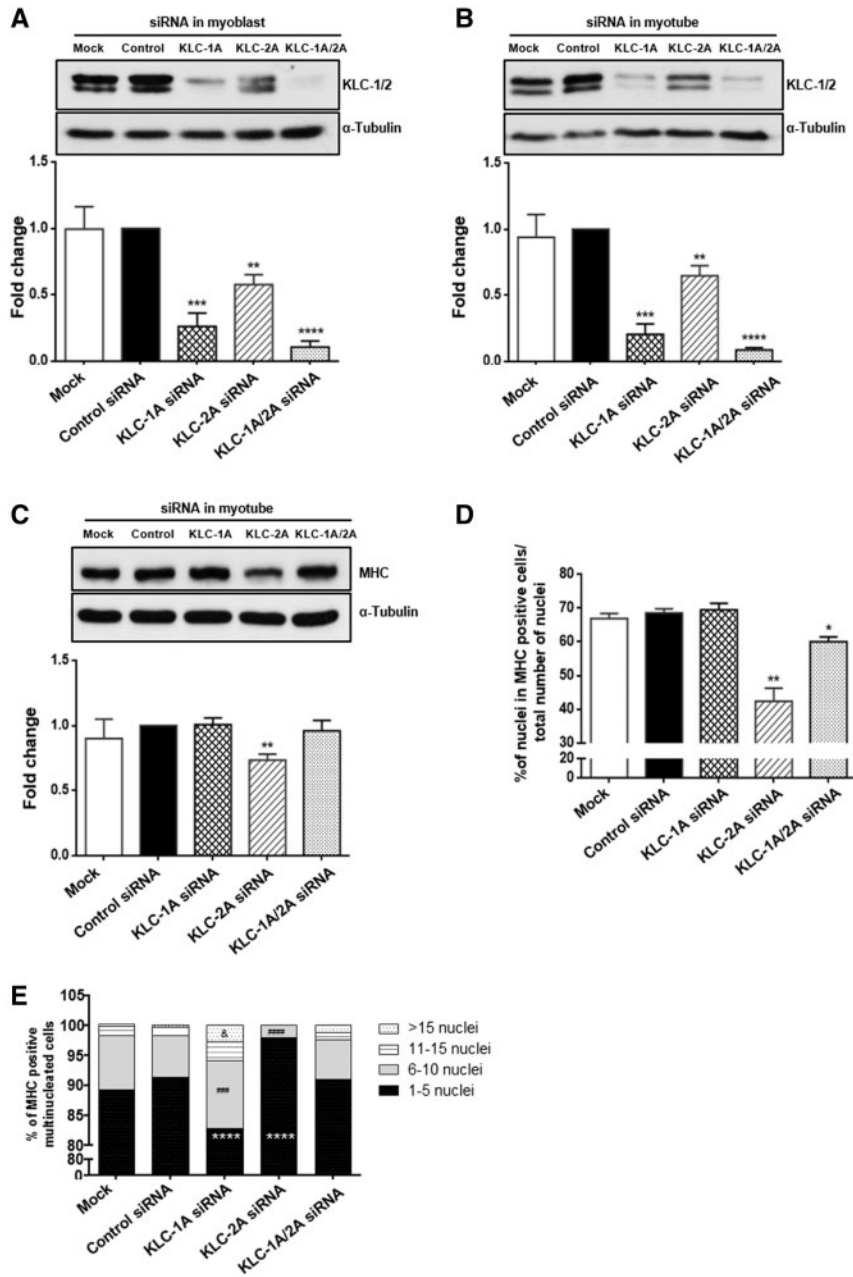 A
siRNA in myoblast
Mock Control KLC-1A KLC-2A KLC-1A/2A
KLC-1/2
α-Tubulin
Fold change
1.5
1.0
0.5
0.0
*** ** ****
Mock
Control siRNA
KLC-1A siRNA
KLC-2A siRNA
KLC-1A/2A siRNA
B
siRNA in myotube
Mock Control KLC-1A KLC-2A KLC-1A/2A
KLC-1/2
α-Tubulin
Fold change
1.5
1.0
0.5
0.0
*** ** ****
Mock
Control siRNA
KLC-1A siRNA
KLC-2A siRNA
KLC-1A/2A siRNA
C
siRNA in myotube
Mock Control KLC-1A KLC-2A KLC-1A/2A
MHC
α-Tubulin
Fold change
1.5
1.0
0.5
0.0
**
Mock
Control siRNA
KLC-1A siRNA
KLC-2A siRNA
KLC-1A/2A siRNA
D
%of nuclei in MHC positive cells/
total number of nuclei
80
70
60
50
40
30
20
0
** *
Mock
Control siRNA
KLC-1A siRNA
KLC-2A siRNA
KLC-1A/2A siRNA
E
% of MHC positive
multinucleated cells
105
100
95
90
85
80
80
0
& ####
###
**** ****
Mock
Control siRNA
KLC-1A siRNA
KLC-2A siRNA
KLC-1A/2A siRNA
>15 nuclei
11-15 nuclei
6-10 nuclei
1-5 nuclei